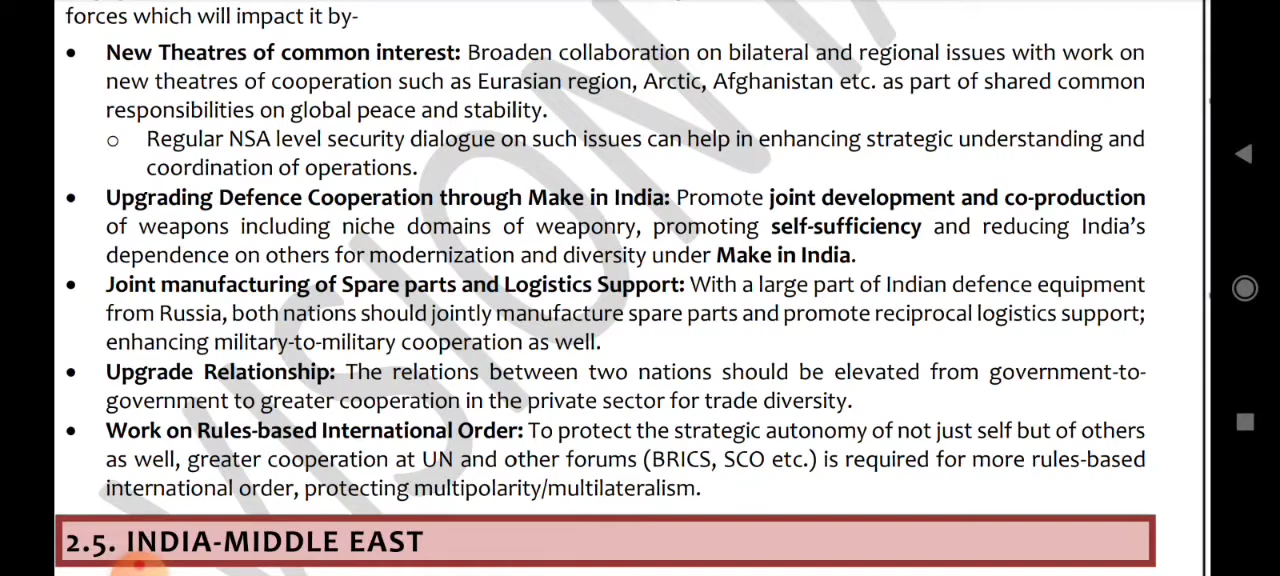 forces which will impact it by-
• New Theatres of common interest: Broaden collaboration on bilateral and regional issues with work on
new theatres of cooperation such as Eurasian region, Arctic, Afghanistan etc. as part of shared common
responsibilities on global peace and stability.
o Regular NSA level security dialogue on such issues can help in enhancing strategic understanding and
coordination of operations.
• Upgrading Defence Cooperation through Make in India: Promote joint development and co-production
of weapons including niche domains of weaponry, promoting self-sufficiency and reducing India's
dependence on others for modernization and diversity under Make in India.
• Joint manufacturing of Spare parts and Logistics Support: With a large part of Indian defence equipment
from Russia, both nations should jointly manufacture spare parts and promote reciprocal logistics support;
enhancing military-to-military cooperation as well.
• Upgrade Relationship: The relations between two nations should be elevated from government-to-
government to greater cooperation in the private sector for trade diversity.
• Work on Rules-based International Order: To protect the strategic autonomy of not just self but of others
as well, greater cooperation at UN and other forums (BRICS, SCO etc.) is required for more rules-based
international order, protecting multipolarity/multilateralism.
2.5. INDIA-MIDDLE EAST